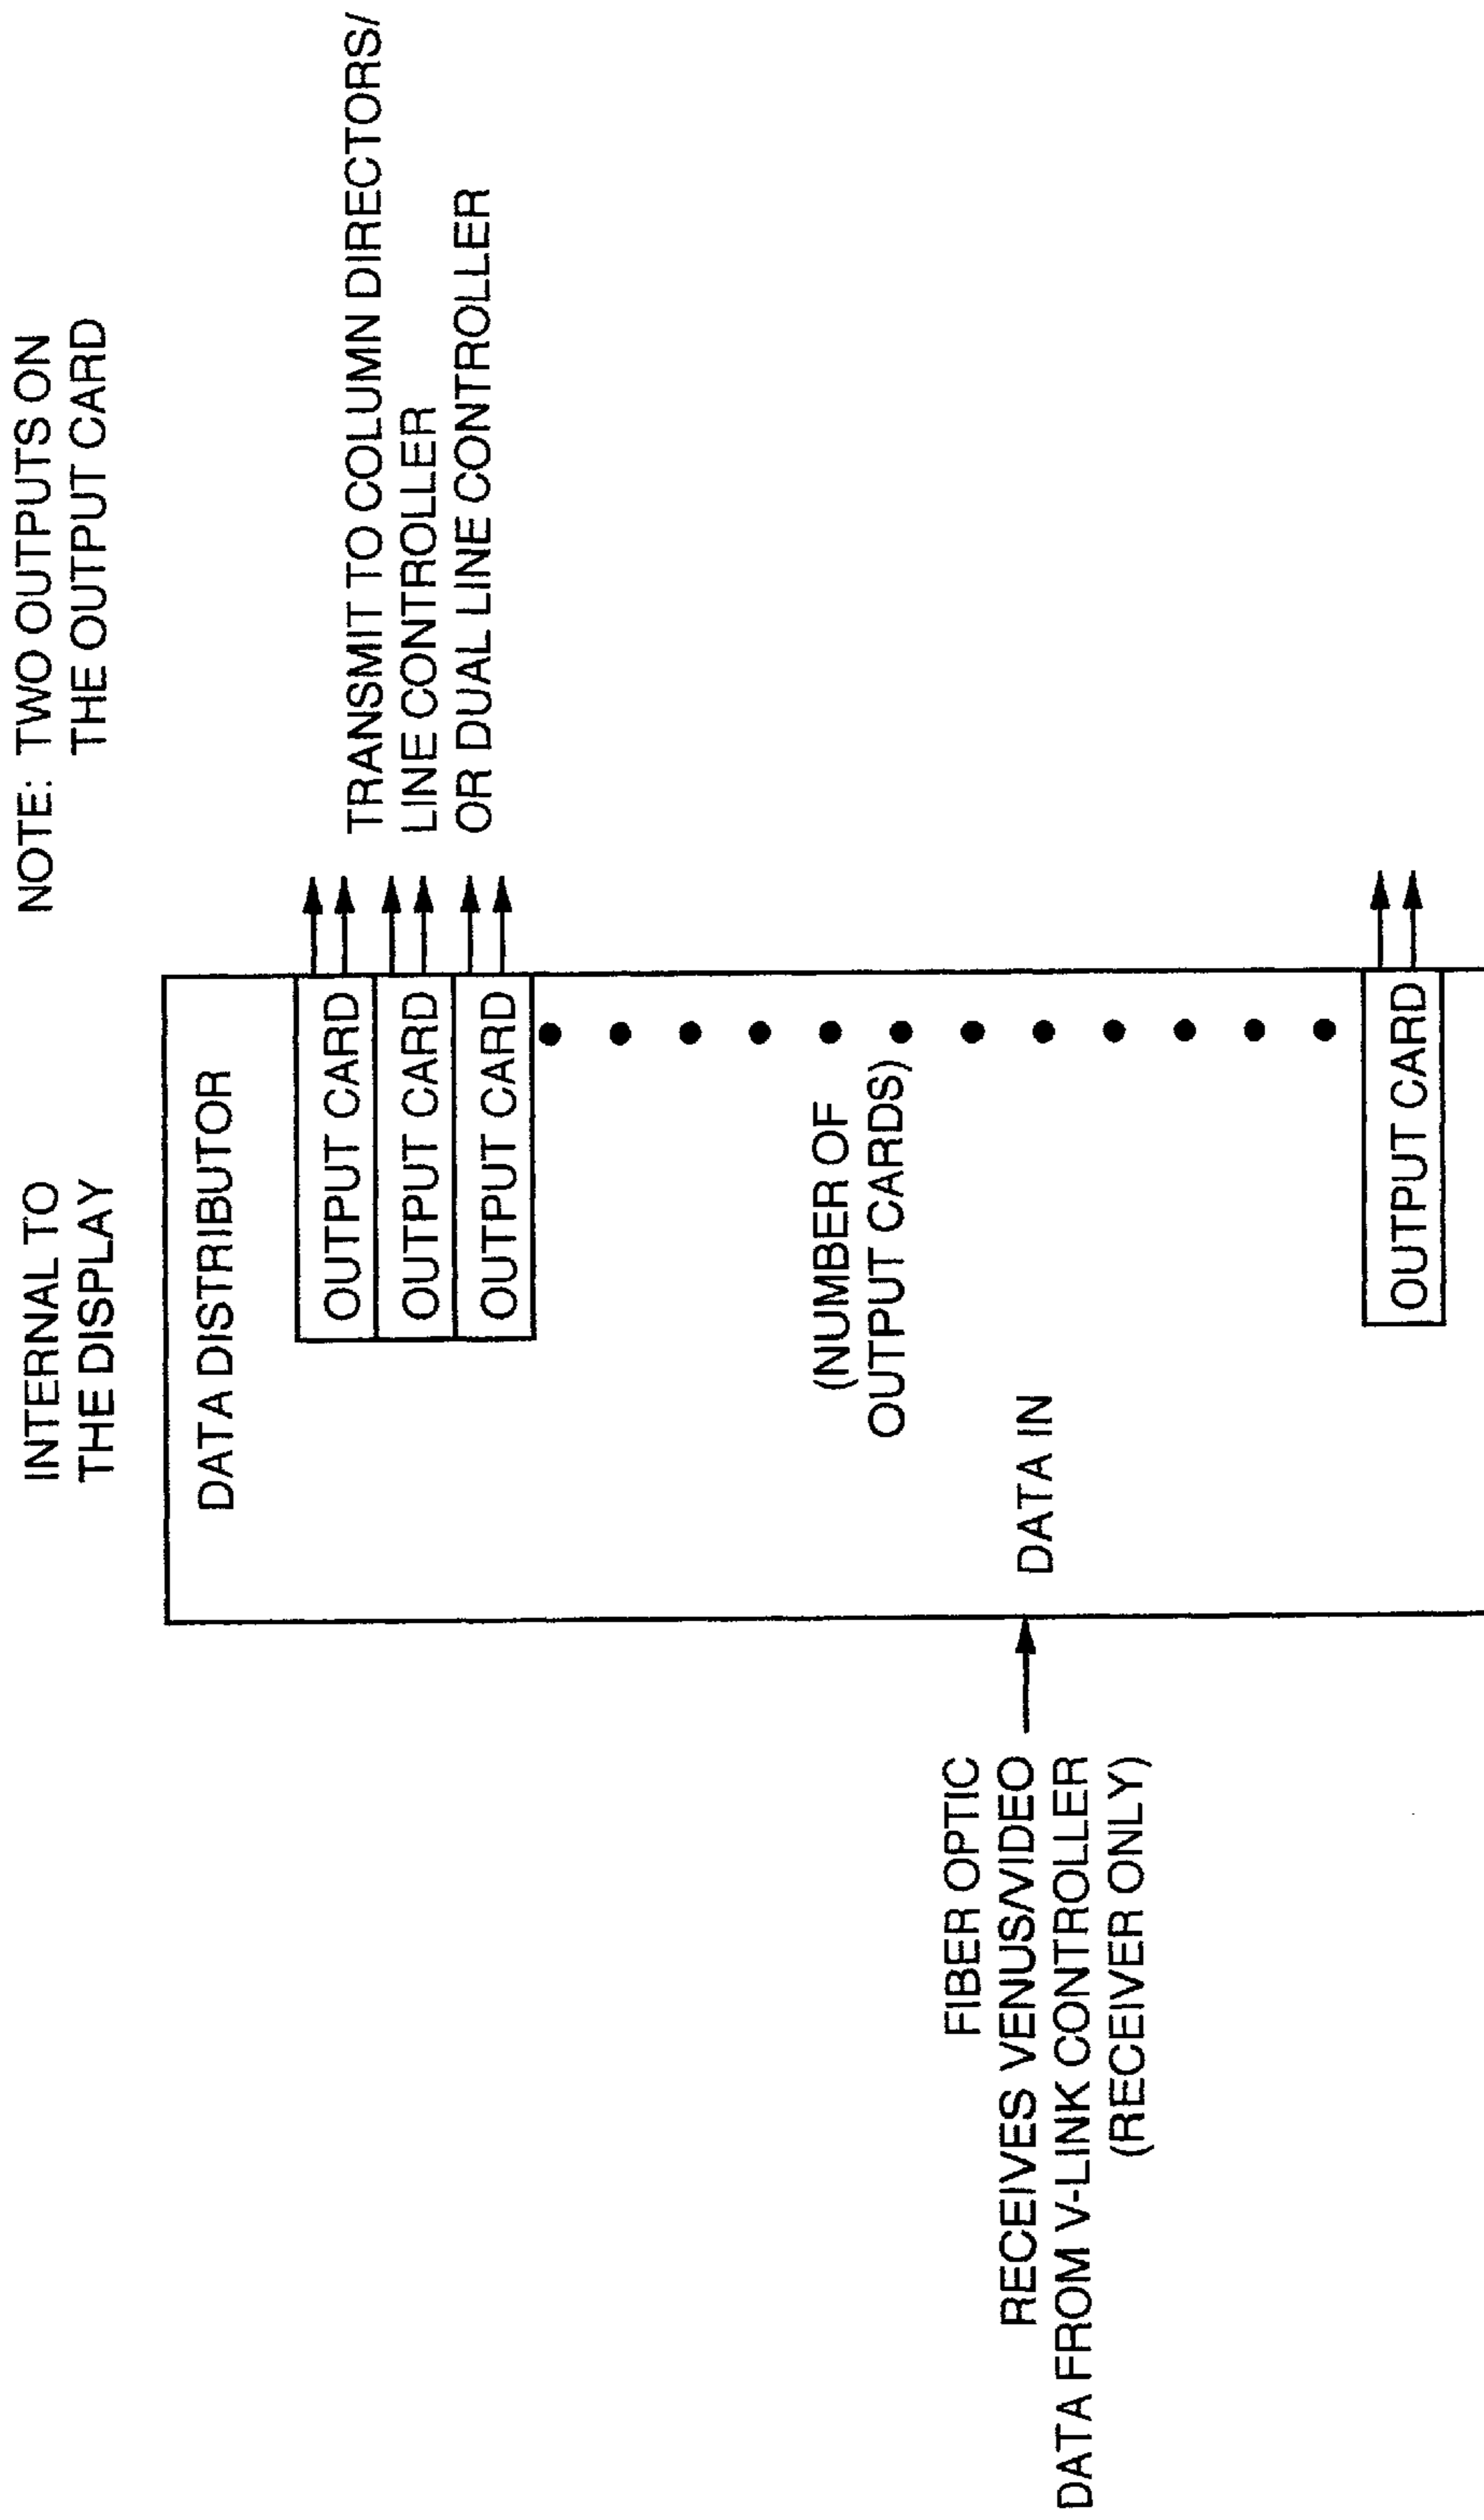 INTERNAL TO
THE DISPLAY
NOTE: TWO OUTPUTS ON
THE OUTPUT CARD
DATA DISTRIBUTOR
OUTPUT CARD
OUTPUT CARD
OUTPUT CARD
TRANSMIT TO COLUMN DIRECTORS/
LINE CONTROLLER
OR DUAL LINE CONTROLLER
(NUMBER OF
OUTPUT CARDS)
FIBER OPTIC
RECEIVES VENUS/VIDEO
DATA FROM V-LINK CONTROLLER
(RECEIVER ONLY)
DATA IN
OUTPUT CARD